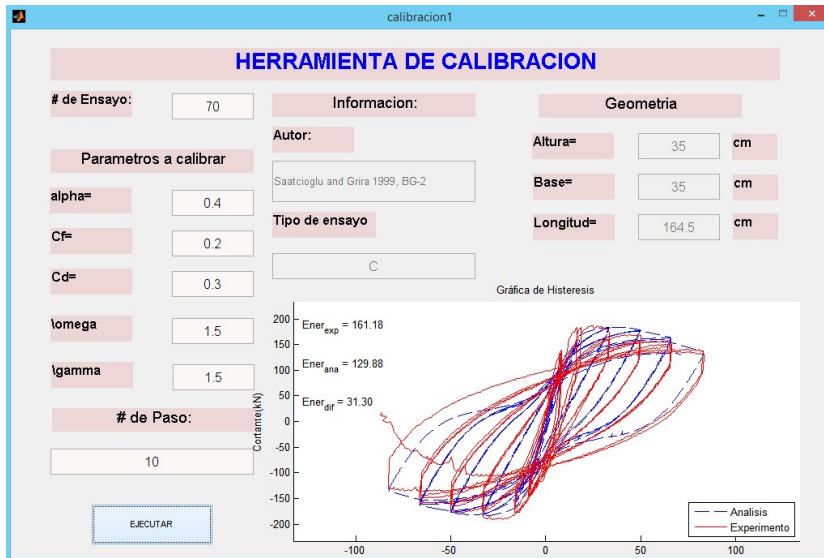 calibracion1
HERRAMIENTA DE CALIBRACION
# de Ensayo:
70
Parametros a calibrar
alpha=
0.4
Cf=
0.2
Cd=
0.3
\omega
1.5
\gamma
1.5
# de Paso:
10
EJECUTAR
Informacion:
Autor:
Saatcioglu and Grira 1999, BG-2
Tipo de ensayo
C
Geometria
Altura=
35
cm
Base=
35
cm
Longitud=
164.5
cm
Gráfica de Histeresis
Ener_exp = 161.18
Ener_ana = 129.88
Ener_dif = 31.30
Cortante(kN)
200
150
100
50
0
-50
-100
-150
-200
-100
-50
0
50
100
Analisis
Experimento